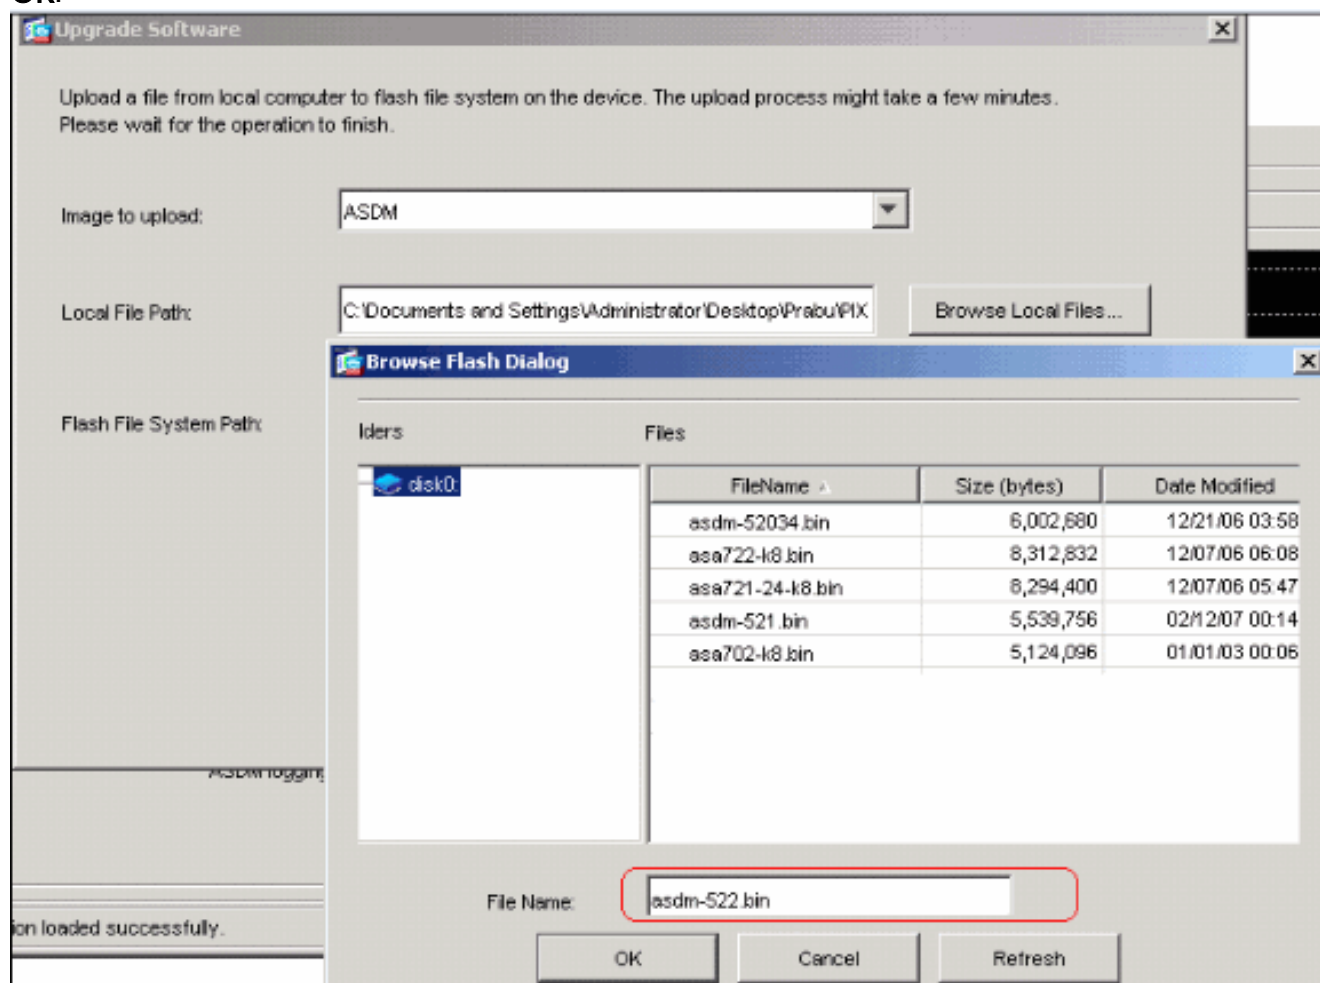 OK.
Upgrade Software
Upload a file from local computer to flash file system on the device. The upload process might take a few minutes.
Please wait for the operation to finish.
Image to upload:
ASDM
Local File Path:
C:\Documents and Settings\Administrator\Desktop\Prabu\PIX
Browse Local Files...
Browse Flash Dialog
Flash File System Path:
lders
Files
disk0:
FileName Size (bytes) Date Modified
asdm-52034.bin 6,002,680 12/21/06 03:58
asa722-k8.bin 8,312,832 12/07/06 06:08
asa721-24-k8.bin 8,294,400 12/07/06 05:47
asdm-521.bin 5,539,756 02/12/07 00:14
asa702-k8.bin 5,124,096 01/01/03 00:06
ASDM logging
File Name:
asdm-522.bin
ion loaded successfully.
OK
Cancel
Refresh